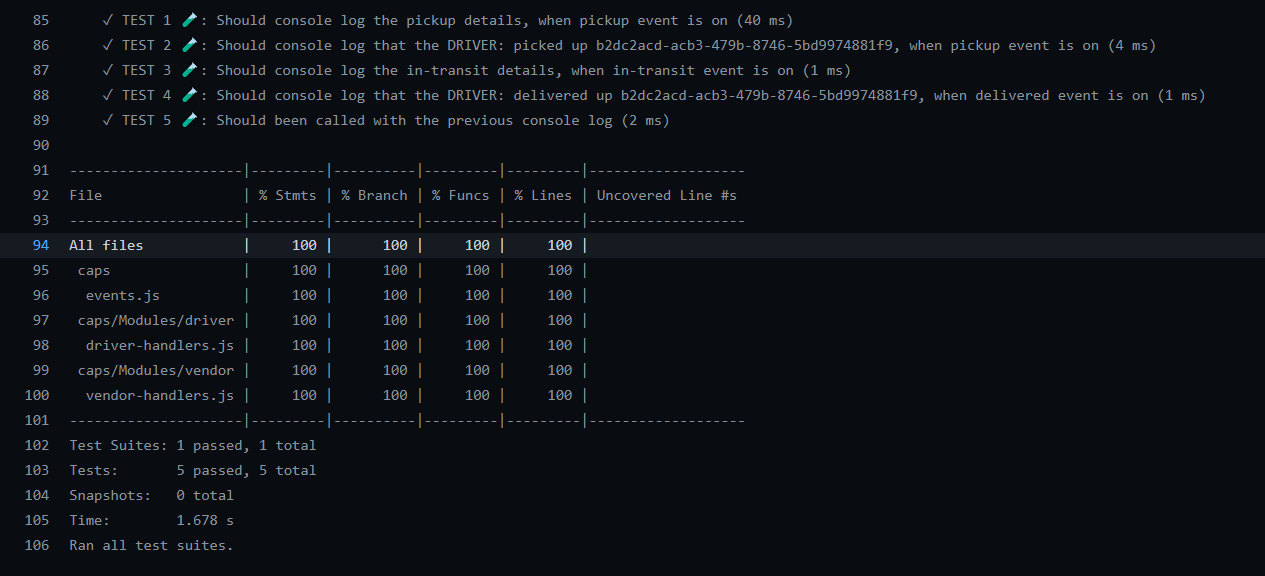 85 ✓ TEST 1 🧪: Should console log the pickup details, when pickup event is on (40 ms)
86 ✓ TEST 2 🧪: Should console log that the DRIVER: picked up b2dc2acd-acb3-479b-8746-5bd9974881f9, when pickup event is on (4 ms)
87 ✓ TEST 3 🧪: Should console log the in-transit details, when in-transit event is on (1 ms)
88 ✓ TEST 4 🧪: Should console log that the DRIVER: delivered up b2dc2acd-acb3-479b-8746-5bd9974881f9, when delivered event is on (1 ms)
89 ✓ TEST 5 🧪: Should been called with the previous console log (2 ms)
90
91 ---------------------|---------|----------|---------|---------|-------------------
92 File                 | % Stmts | % Branch | % Funcs | % Lines | Uncovered Line #s
93 ---------------------|---------|----------|---------|---------|-------------------
94 All files            |     100 |      100 |     100 |     100 |
95  caps                |     100 |      100 |     100 |     100 |
96   events.js          |     100 |      100 |     100 |     100 |
97  caps/Modules/driver |     100 |      100 |     100 |     100 |
98   driver-handlers.js |     100 |      100 |     100 |     100 |
99  caps/Modules/vendor |     100 |      100 |     100 |     100 |
100   vendor-handlers.js |     100 |      100 |     100 |     100 |
101 ---------------------|---------|----------|---------|---------|-------------------
102 Test Suites: 1 passed, 1 total
103 Tests:       5 passed, 5 total
104 Snapshots:   0 total
105 Time:        1.678 s
106 Ran all test suites.